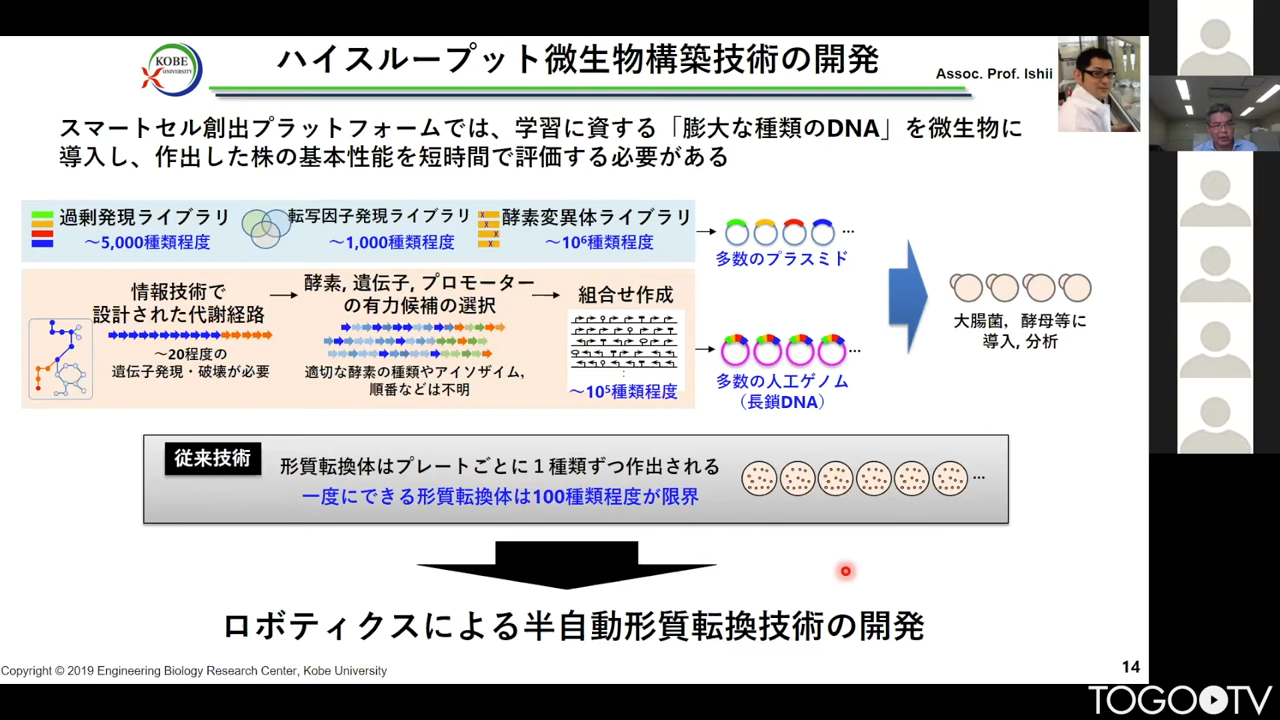 KOBE
UNIVERSITY
ハイスループット微生物構築技術の開発
Assoc. Prof. Ishii
スマートセル創出プラットフォームでは、学習に資する「膨大な種類のDNA」を微生物に
導入し、作出した株の基本性能を短時間で評価する必要がある
過剰発現ライブラリ
～5,000種類程度
転写因子発現ライブラリ
～1,000種類程度
酵素変異体ライブラリ
～10⁶種類程度
…
多数のプラスミド
情報技術で
設計された代謝経路
～20程度の
遺伝子発現・破壊が必要
酵素, 遺伝子, プロモーター
の有力候補の選択
適切な酵素の種類やアイソザイム,
順番などは不明
組合せ作成
：
～10⁵種類程度
…
多数の人工ゲノム
（長鎖DNA）
大腸菌，酵母等に
導入, 分析
従来技術
形質転換体はプレートごとに１種類ずつ作出される
一度にできる形質転換体は100種類程度が限界
…
ロボティクスによる半自動形質転換技術の開発
Copyright © 2019 Engineering Biology Research Center, Kobe University
14
TOGOTV